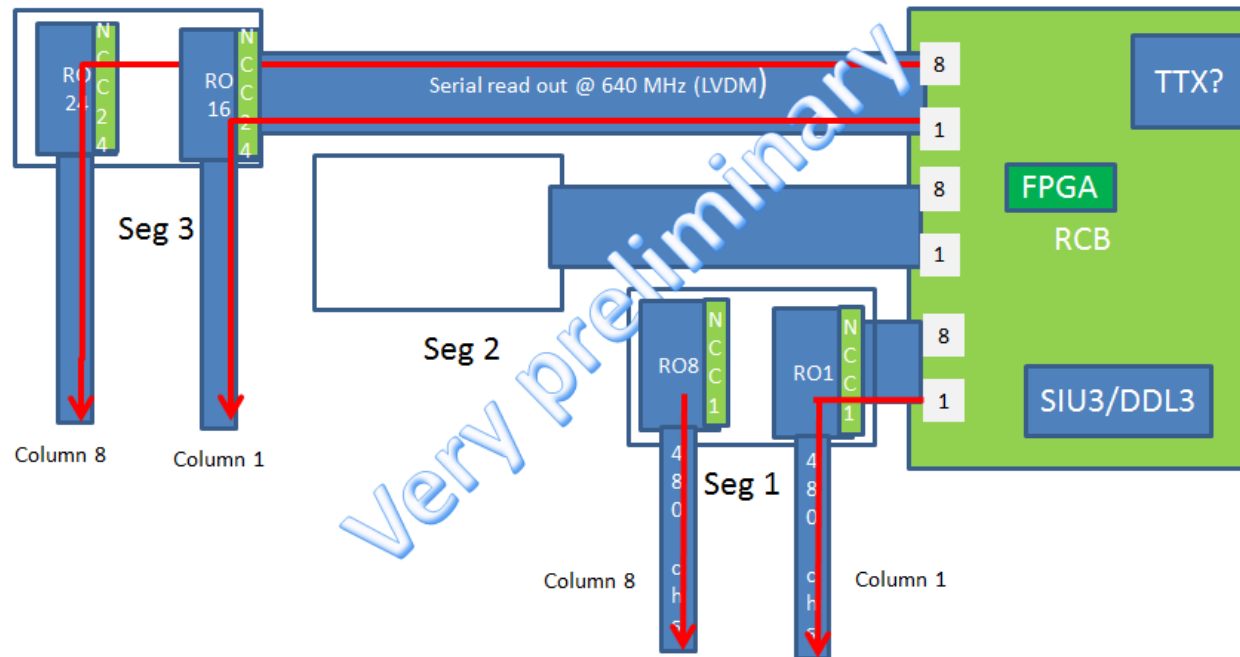 RO
24
N
C
C
2
4
RO
16
N
C
C
2
4
Serial read out @ 640 MHz (LVDM)
8
1
8
1
8
1
TTX?
FPGA
RCB
SIU3/DDL3
Seg 3
Column 8
Column 1
Seg 2
RO8
N
C
C
1
RO1
N
C
C
1
Seg 1
4
8
0
ch
s
4
8
0
ch
s
Column 8
Column 1
Very preliminary